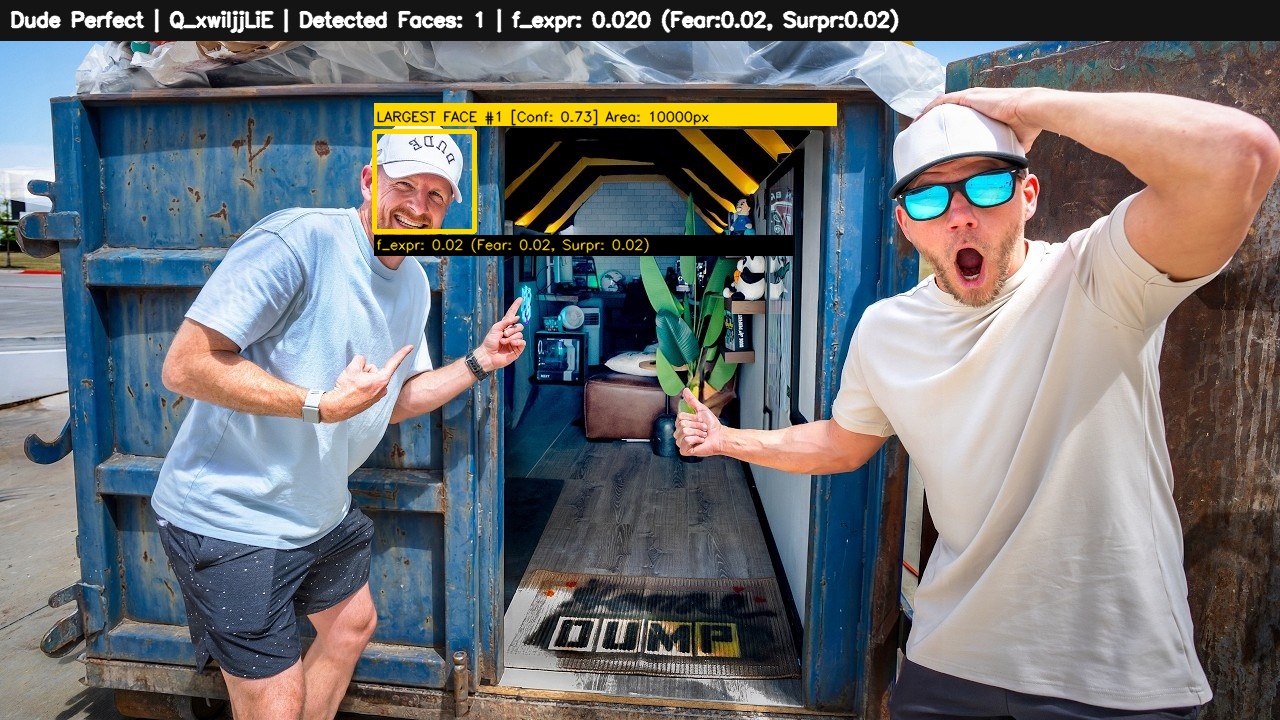 Dude Perfect | Q_xwiljjLiE | Detected Faces: 1 | f_expr: 0.020 (Fear:0.02, Surpr:0.02)
LARGEST FACE #1 [Conf: 0.73] Area: 10000px
DUDE
f_expr: 0.02 (Fear: 0.02, Surpr: 0.02)
DUMP